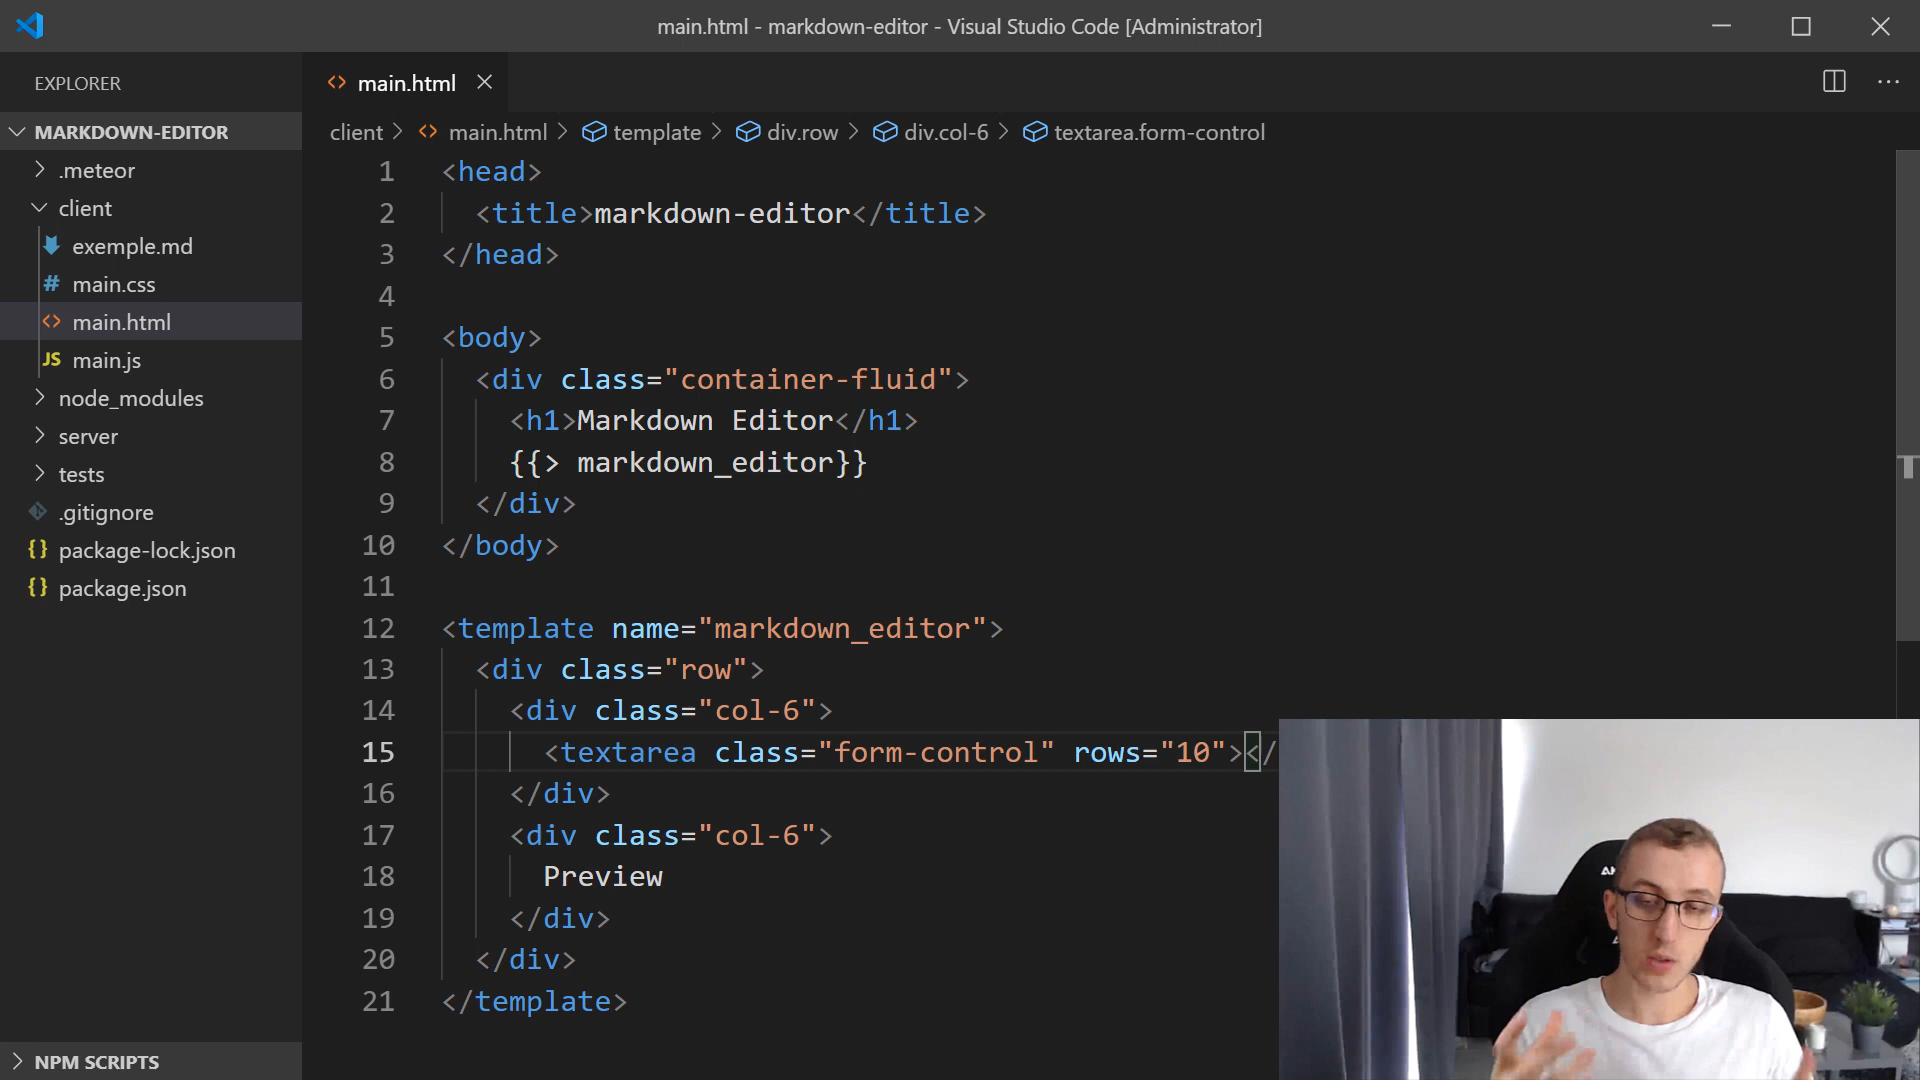 main.html - markdown-editor - Visual Studio Code [Administrator]
EXPLORER
main.html
MARKDOWN-EDITOR
client > main.html > template > div.row > div.col-6 > textarea.form-control
.meteor
client
exemple.md
# main.css
main.html
JS main.js
node_modules
server
tests
.gitignore
{} package-lock.json
{} package.json
NPM SCRIPTS
1 <head>
2 <title>markdown-editor</title>
3 </head>
4
5 <body>
6 <div class="container-fluid">
7 <h1>Markdown Editor</h1>
8 {{> markdown_editor}}
9 </div>
10 </body>
11
12 <template name="markdown_editor">
13 <div class="row">
14 <div class="col-6">
15 <textarea class="form-control" rows="10"></
16 </div>
17 <div class="col-6">
18 Preview
19 </div>
20 </div>
21 </template>